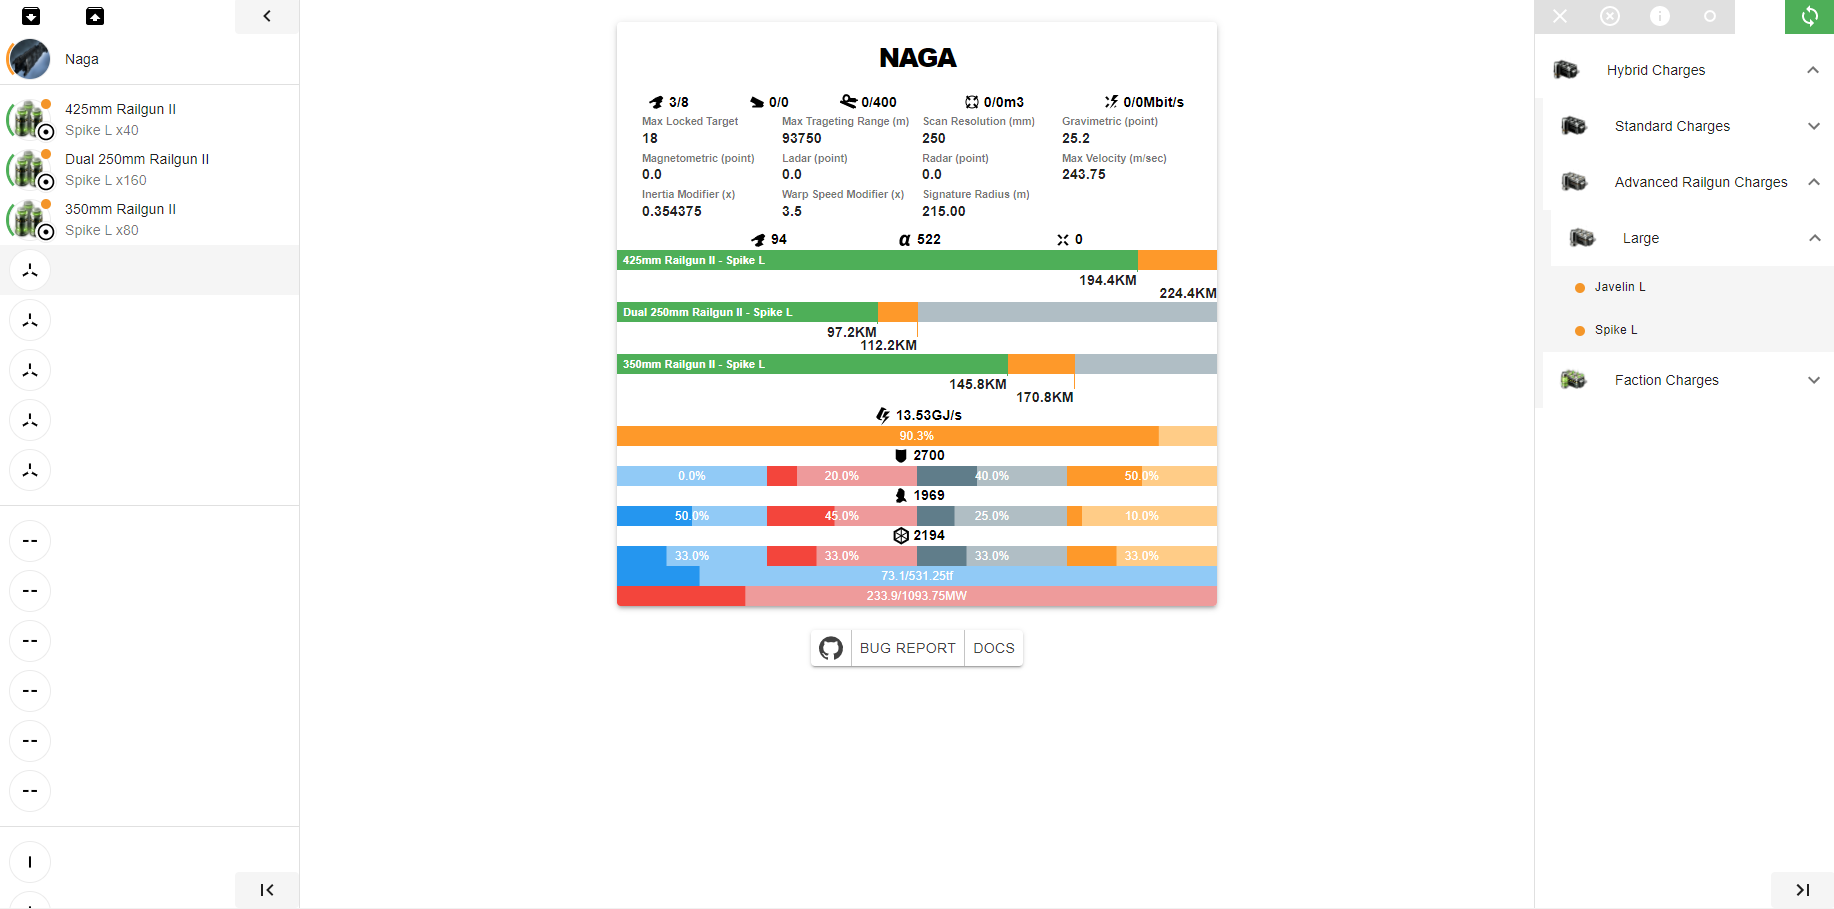 Naga
425mm Railgun II
Spike L x40
Dual 250mm Railgun II
Spike L x160
350mm Railgun II
Spike L x80
NAGA
3/8 0/0 0/400 0/0m3 0/0Mbit/s
Max Locked Target Max Trageting Range (m) Scan Resolution (mm) Gravimetric (point)
18 93750 250 25.2
Magnetometric (point) Ladar (point) Radar (point) Max Velocity (m/sec)
0.0 0.0 0.0 243.75
Inertia Modifier (x) Warp Speed Modifier (x) Signature Radius (m)
0.354375 3.5 215.00
94 α 522 0
425mm Railgun II - Spike L
194.4KM
224.4KM
Dual 250mm Railgun II - Spike L
97.2KM
112.2KM
350mm Railgun II - Spike L
145.8KM
170.8KM
13.53GJ/s
90.3%
2700
0.0% 20.0% 40.0% 50.0%
1969
50.0% 45.0% 25.0% 10.0%
2194
33.0% 33.0% 33.0% 33.0%
73.1/531.25tf
233.9/1093.75MW
BUG REPORT DOCS
Hybrid Charges
Standard Charges
Advanced Railgun Charges
Large
Javelin L
Spike L
Faction Charges